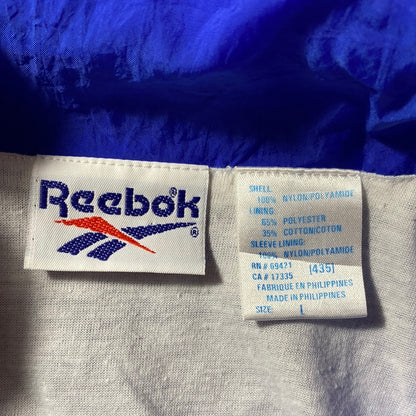 Reebok®
®
SHELL:
100% NYLON/POLYAMIDE
LINING:
65% POLYESTER
35% COTTON/COTON
SLEEVE LINING:
100% NYLON/POLYAMIDE
RN # 69421 [435]
CA # 17335
FABRIQUE EN PHILIPPINES
MADE IN PHILIPPINES
SIZE: L